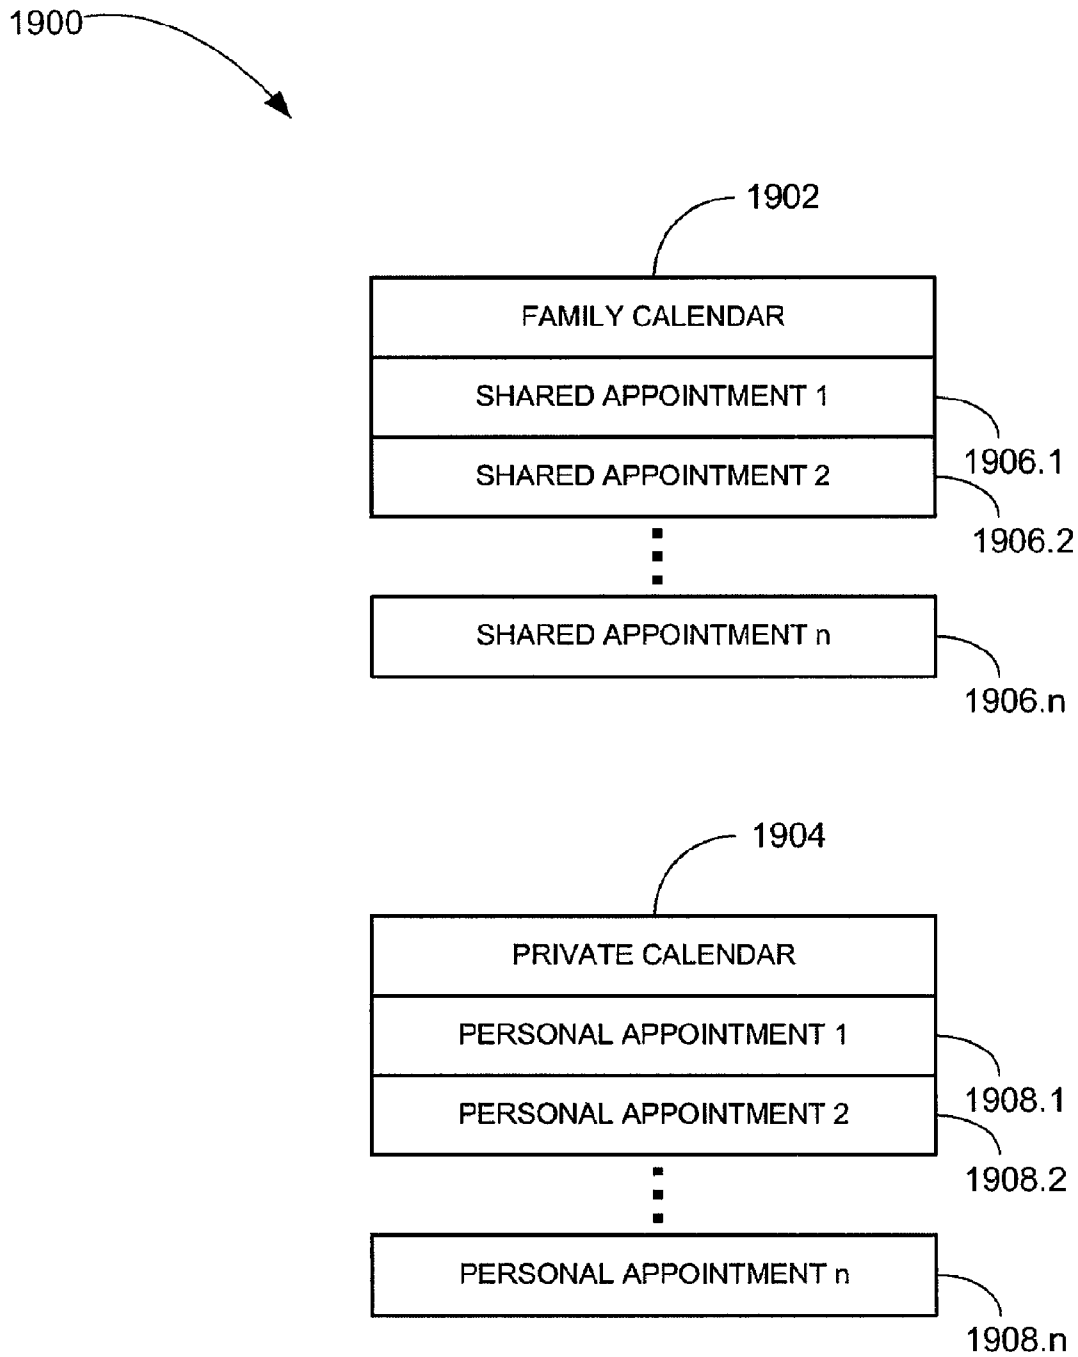 1900
1902
FAMILY CALENDAR
SHARED APPOINTMENT 1
1906.1
SHARED APPOINTMENT 2
1906.2
SHARED APPOINTMENT n
1906.n
1904
PRIVATE CALENDAR
PERSONAL APPOINTMENT 1
1908.1
PERSONAL APPOINTMENT 2
1908.2
PERSONAL APPOINTMENT n
1908.n